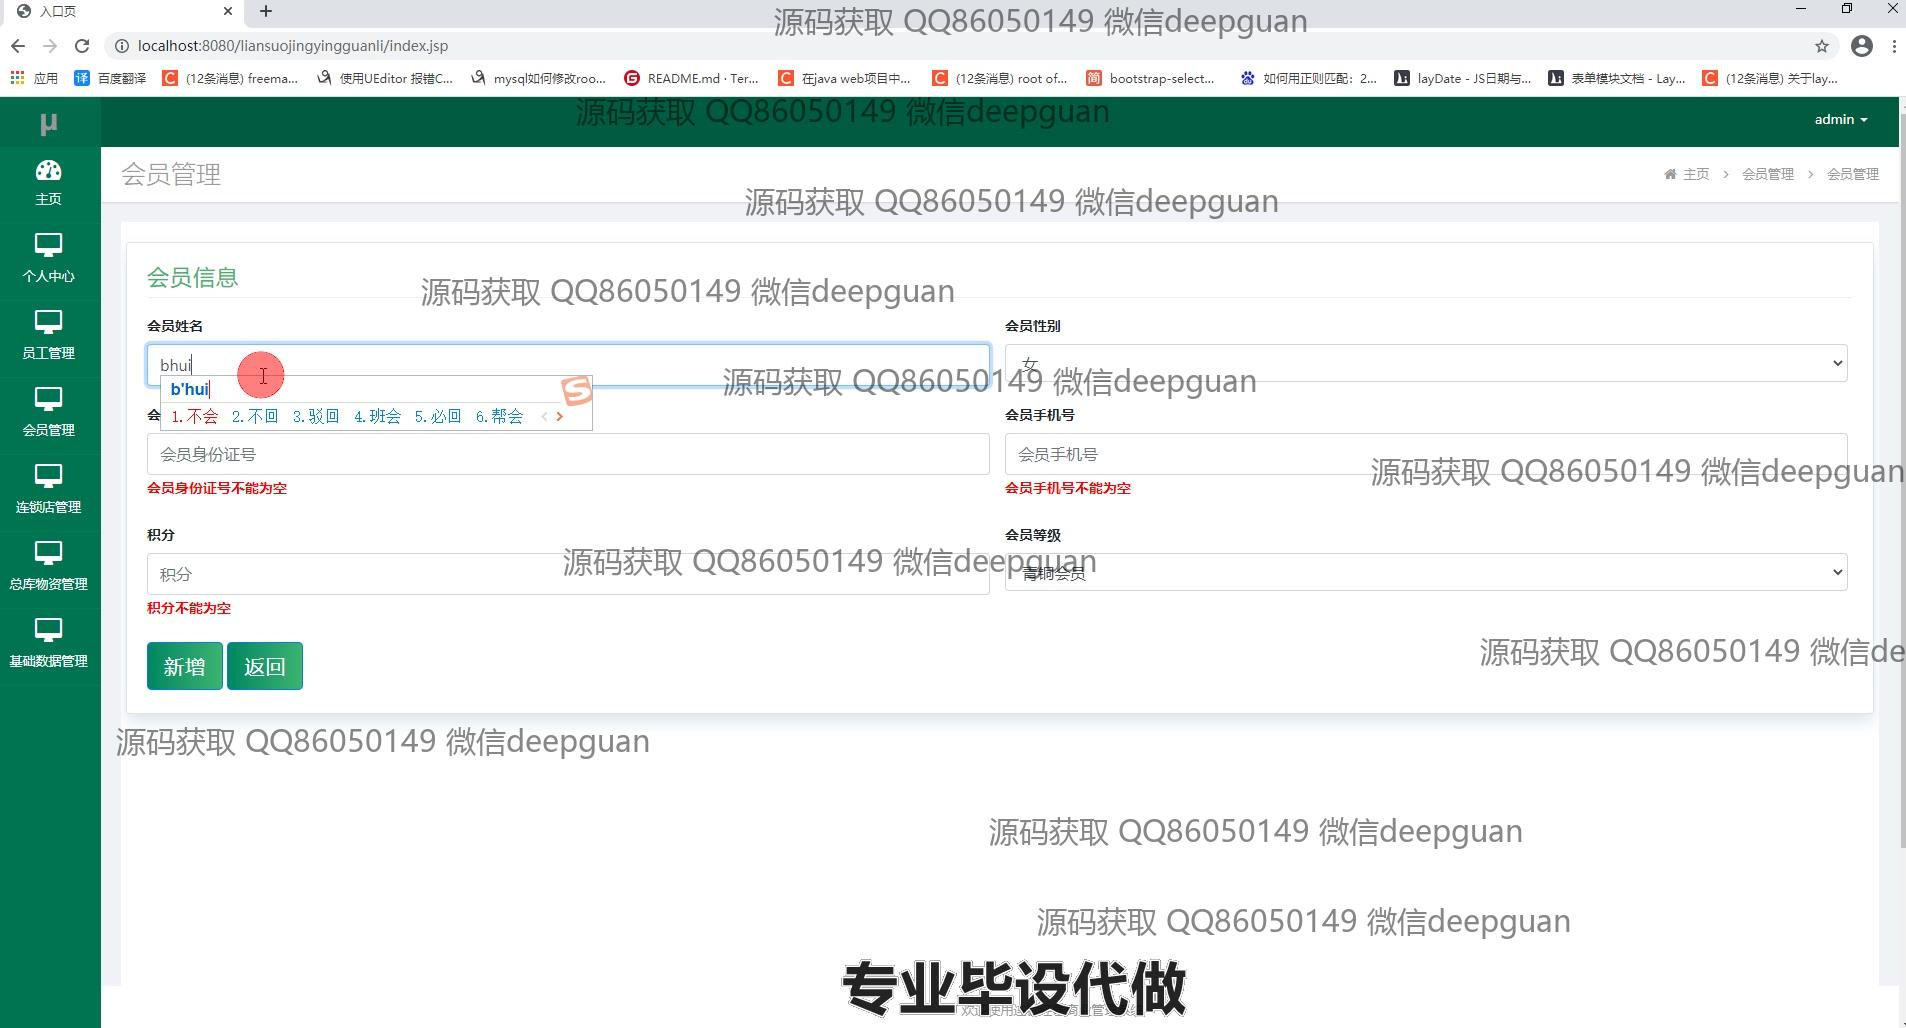 入口页
源码获取 QQ86050149 微信deepguan
localhost:8080/liansuojingyingguanli/index.jsp
应用 百度翻译 (12条消息) freema... 使用UEditor 报错C... mysql如何修改roo... README.md · Ter... 在java web项目中... (12条消息) root of... bootstrap-select... 如何用正则匹配：2... layDate - JS日期与... 表单模块文档 - Lay... (12条消息) 关于lay...
源码获取 QQ86050149 微信deepguan
μ
admin
主页
会员管理
主页 > 会员管理 > 会员管理
源码获取 QQ86050149 微信deepguan
个人中心
会员信息
源码获取 QQ86050149 微信deepguan
员工管理
会员姓名
会员性别
bhui
女
源码获取 QQ86050149 微信deepguan
b'hui
1.不会 2.不回 3.驳回 4.班会 5.必回 6.帮会
会
会员手机号
会员管理
会员身份证号
会员手机号
源码获取 QQ86050149 微信deepguan
会员身份证号不能为空
会员手机号不能为空
连锁店管理
积分
会员等级
源码获取 QQ86050149 微信deepguan
积分
青铜会员
总库物资管理
积分不能为空
源码获取 QQ86050149 微信de
新增 返回
基础数据管理
源码获取 QQ86050149 微信deepguan
源码获取 QQ86050149 微信deepguan
源码获取 QQ86050149 微信deepguan
专业毕设代做